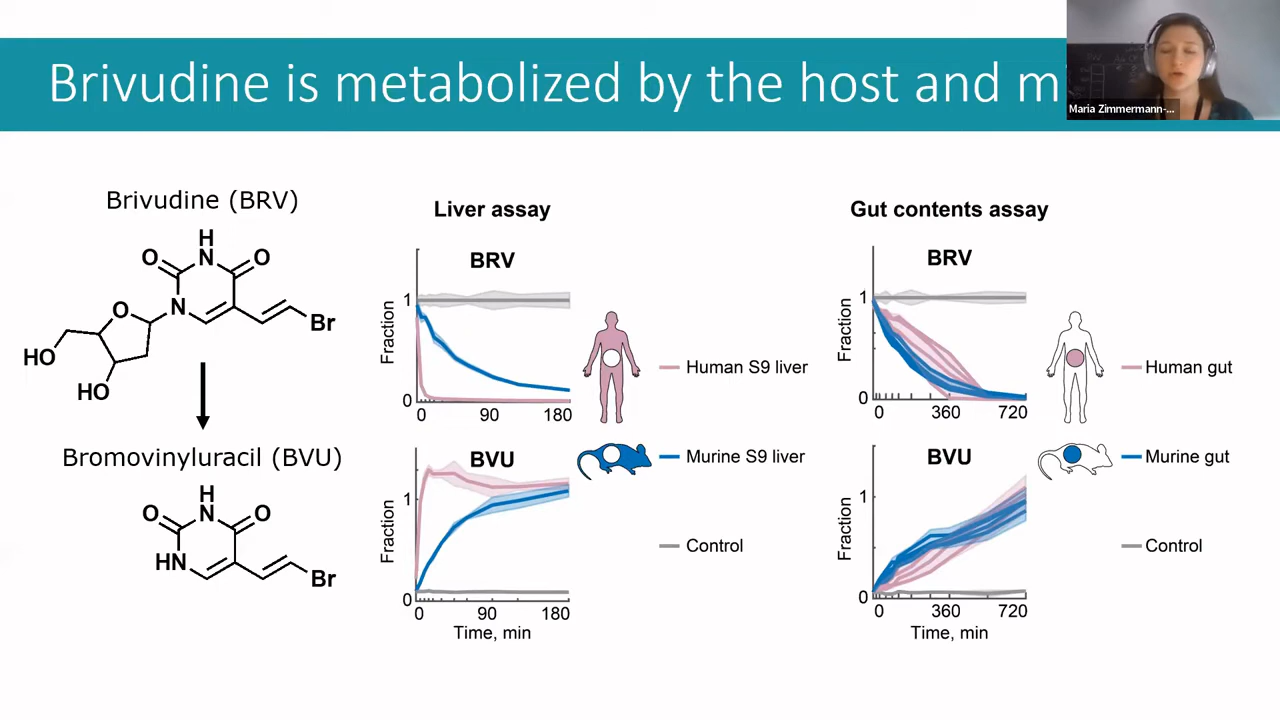 Brivudine is metabolized by the host and m
Maria Zimmermann-...
Brivudine (BRV)
H
N
O
O
N
O
Br
HO
HO
Bromovinyluracil (BVU)
H
N
O
O
HN
Br
Liver assay
BRV
1
Fraction
0
0 90 180
BVU
1
Fraction
0
0 90 180
Time, min
Human S9 liver
Murine S9 liver
Control
Gut contents assay
BRV
1
Fraction
0
0 360 720
BVU
1
Fraction
0
0 360 720
Time, min
Human gut
Murine gut
Control